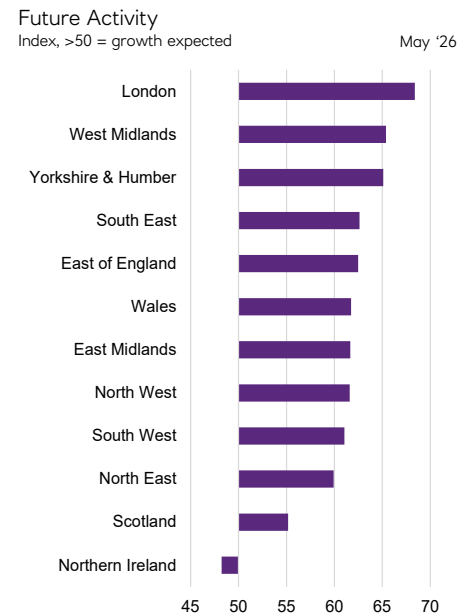 Future Activity
Index, >50 = growth expected
May ‘26
London
West Midlands
Yorkshire & Humber
South East
East of England
Wales
East Midlands
North West
South West
North East
Scotland
Northern Ireland
45 50 55 60 65 70